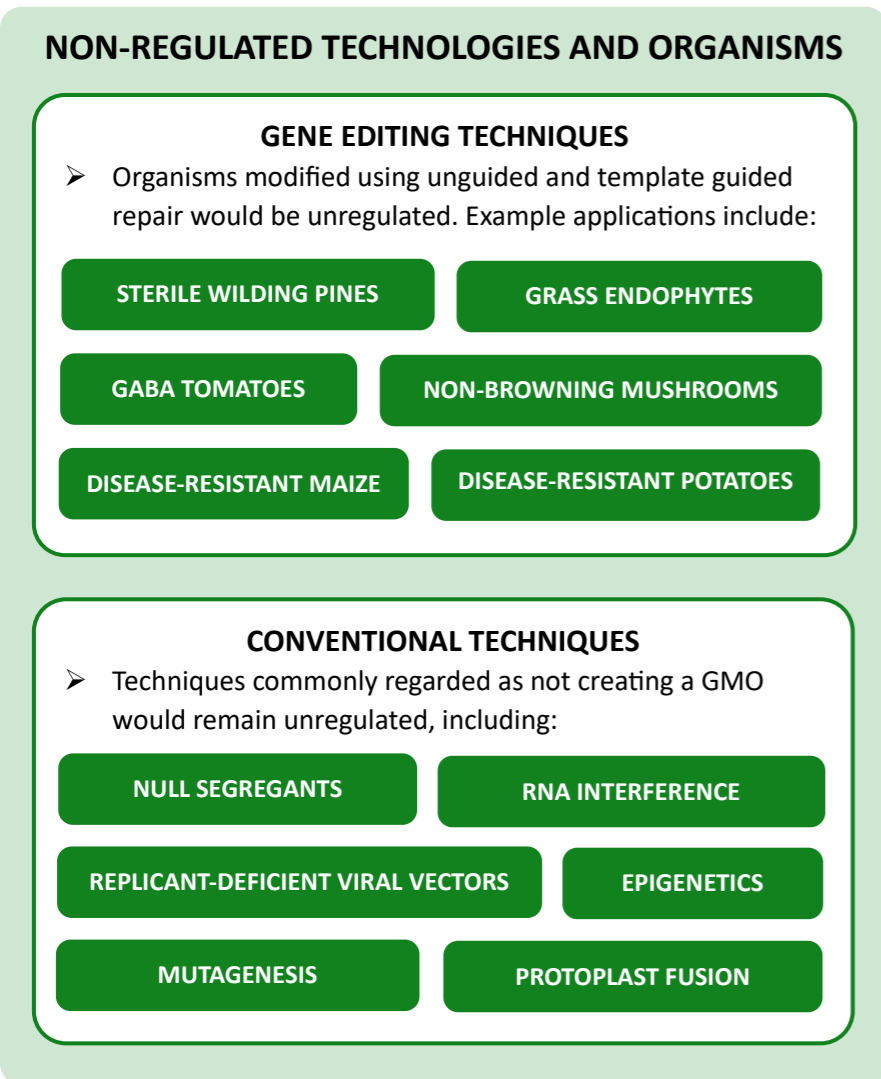 NON-REGULATED TECHNOLOGIES AND ORGANISMS
GENE EDITING TECHNIQUES
➢ Organisms modified using unguided and template guided
repair would be unregulated. Example applications include:
STERILE WILDING PINES
GRASS ENDOPHYTES
GABA TOMATOES
NON-BROWNING MUSHROOMS
DISEASE-RESISTANT MAIZE
DISEASE-RESISTANT POTATOES
CONVENTIONAL TECHNIQUES
➢ Techniques commonly regarded as not creating a GMO
would remain unregulated, including:
NULL SEGREGANTS
RNA INTERFERENCE
REPLICANT-DEFICIENT VIRAL VECTORS
EPIGENETICS
MUTAGENESIS
PROTOPLAST FUSION